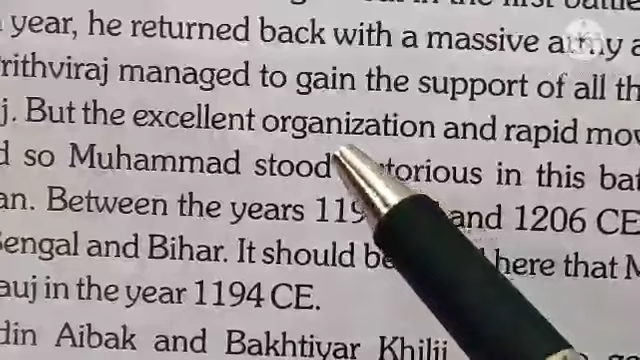 year, he returned back with a massive army
rithviraj managed to gain the support of all th
j. But the excellent organization and rapid mov
d so Muhammad stood torious in this bat
an. Between the years 119 and 1206 CE
Bengal and Bihar. It should be here that M
auj in the year 1194 CE.
din Aibak and Bakhtiyar Khilji